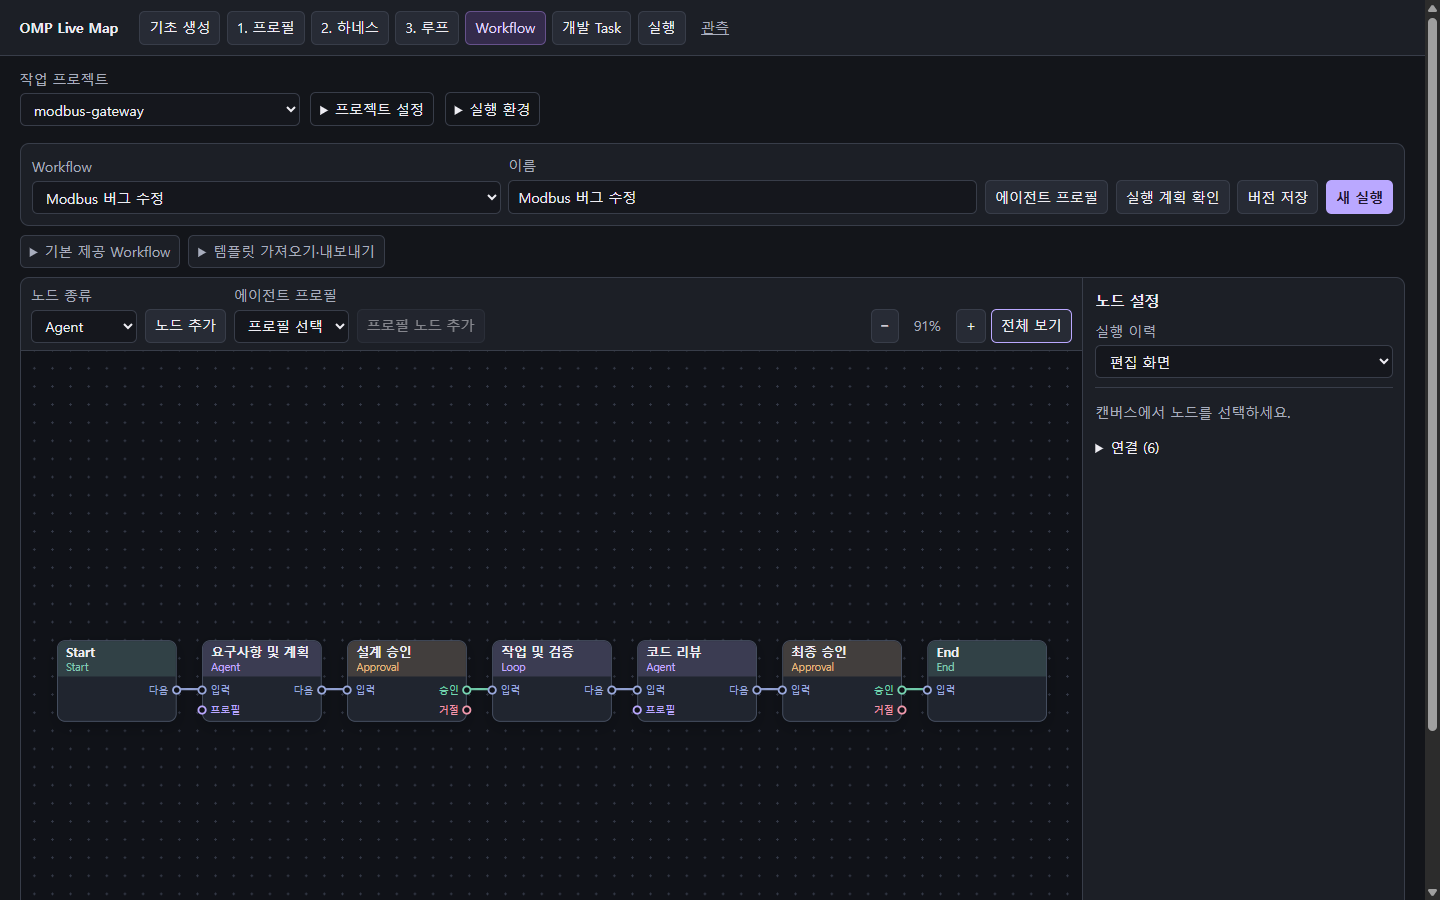 OMP Live Map 기초 생성 1. 프로필 2. 하네스 3. 루프 Workflow 개발 Task 실행 관측
작업 프로젝트
modbus-gateway ▶ 프로젝트 설정 ▶ 실행 환경
Workflow 이름
Modbus 버그 수정 Modbus 버그 수정 에이전트 프로필 실행 계획 확인 버전 저장 새 실행
▶ 기본 제공 Workflow ▶ 템플릿 가져오기·내보내기
노드 종류 에이전트 프로필
Agent 노드 추가 프로필 선택 프로필 노드 추가 − 91% + 전체 보기
노드 설정
실행 이력
편집 화면
캔버스에서 노드를 선택하세요.
▶ 연결 (6)
Start 요구사항 및 계획 설계 승인 작업 및 검증 코드 리뷰 최종 승인 End
Start Agent Approval Loop Agent Approval End
다음 입력 다음 입력 승인 입력 다음 입력 다음 입력 승인 입력
프로필 거절 프로필 거절